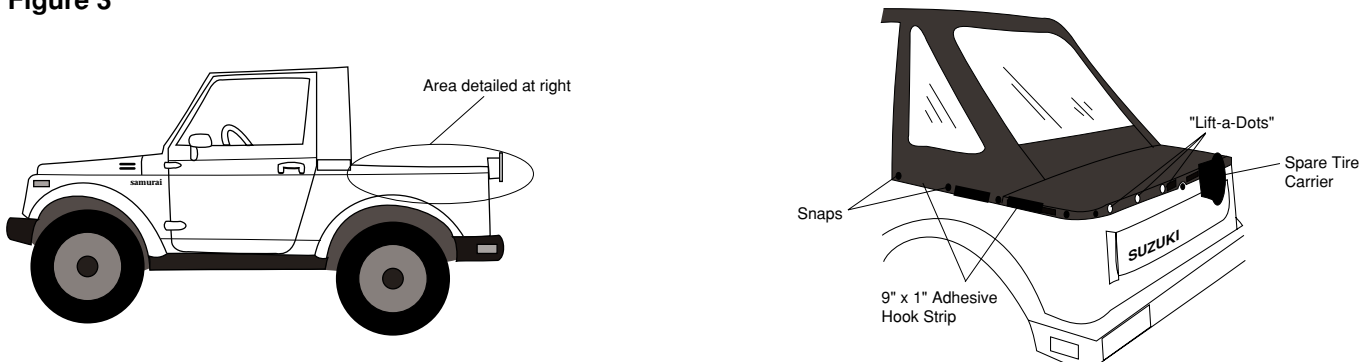 Figure 3
Area detailed at right
samurai
"Lift-a-Dots"
Spare Tire
Carrier
Snaps
SUZUKI
9" x 1" Adhesive
Hook Strip